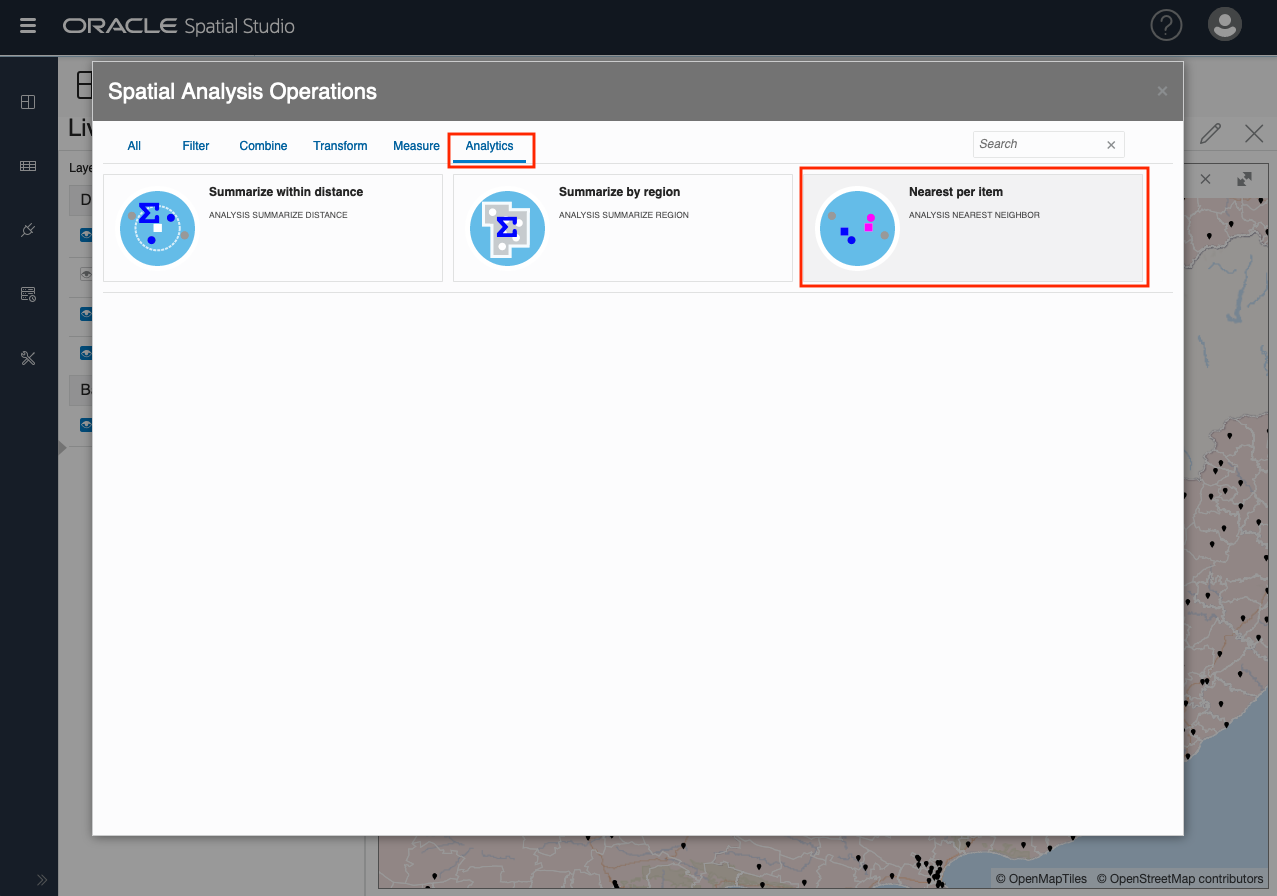 ORACLE Spatial Studio
?
Spatial Analysis Operations
Liv
Laye
All Filter Combine Transform Measure Analytics Search
D
Summarize within distance
ANALYSIS SUMMARIZE DISTANCE
Summarize by region
ANALYSIS SUMMARIZE REGION
Nearest per item
ANALYSIS NEAREST NEIGHBOR
Ba
© OpenMapTiles © OpenStreetMap contributors